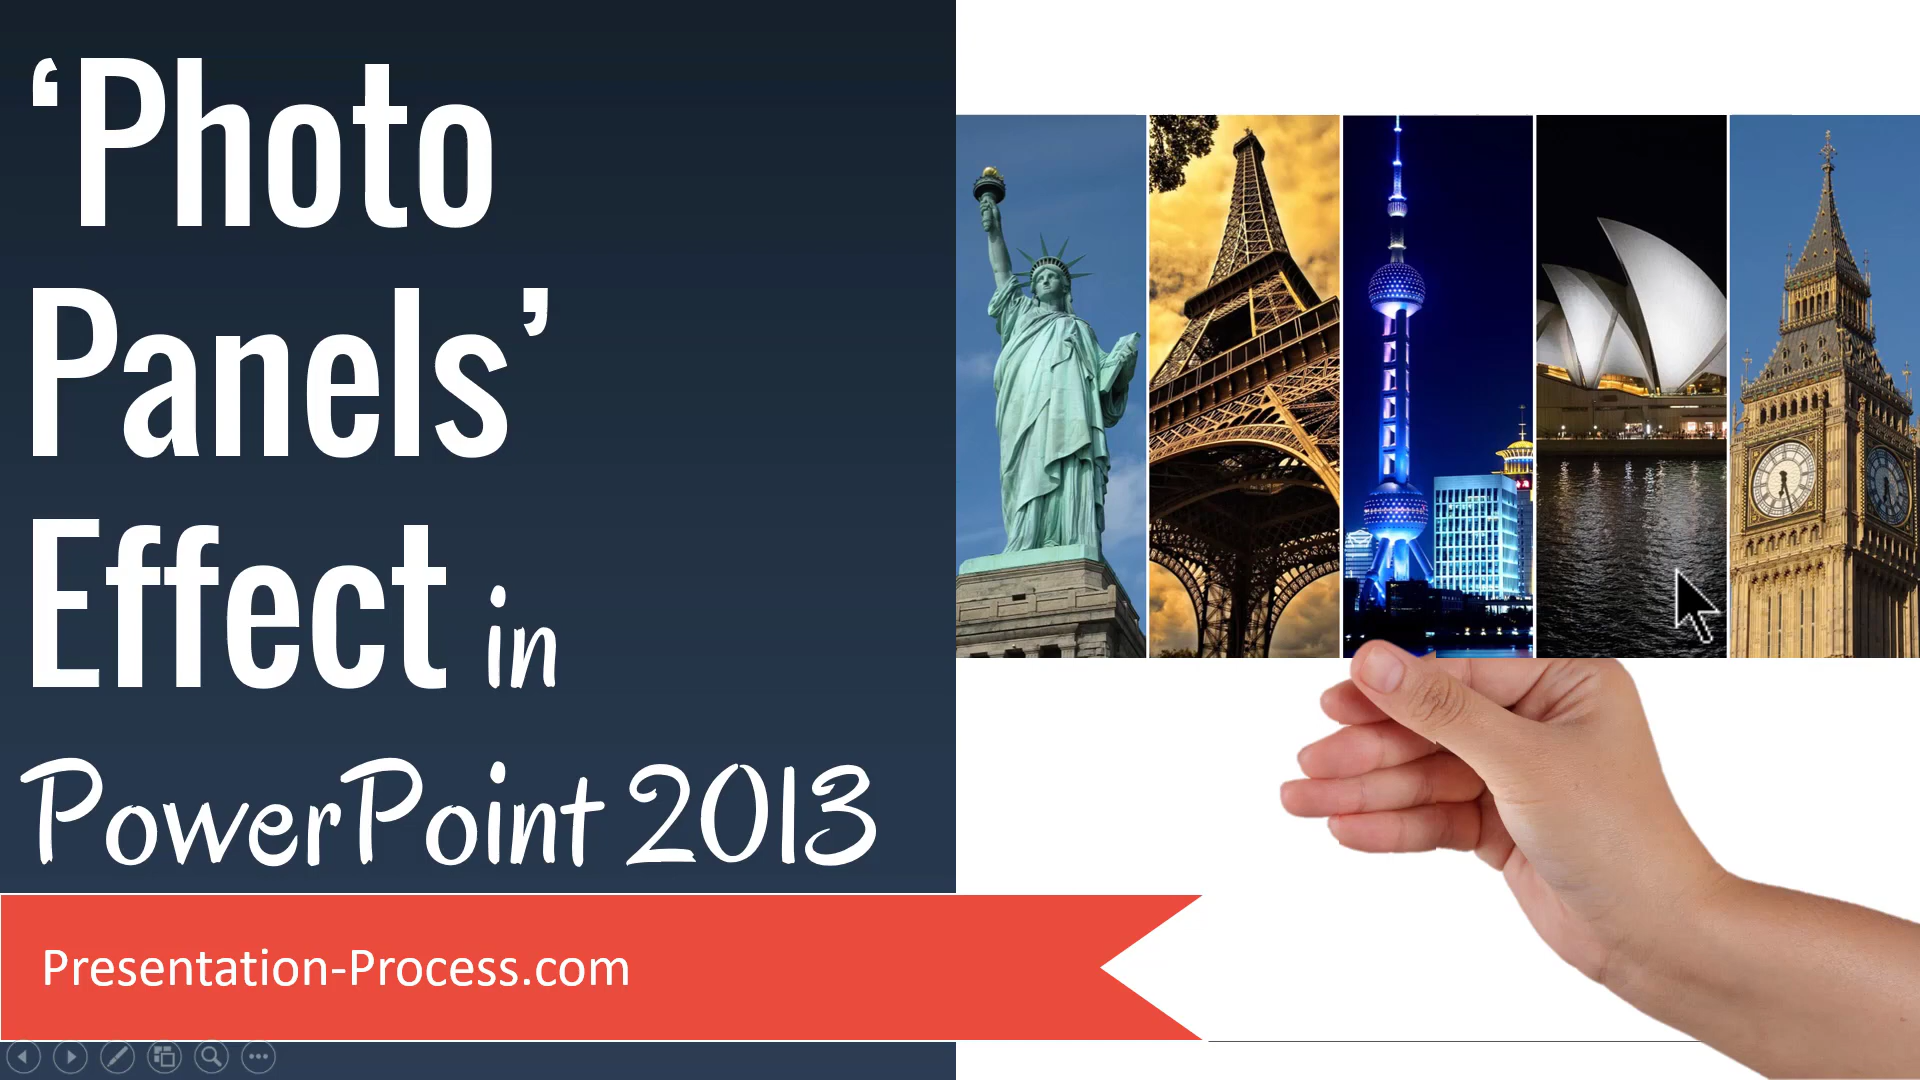 ‘Photo
Panels’
Effect in
PowerPoint 2013
Presentation-Process.com